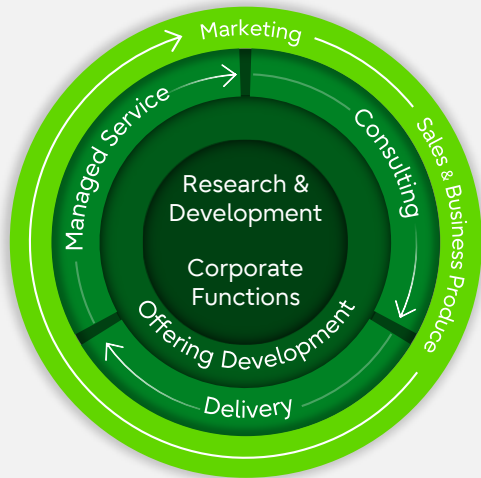 Marketing
Sales & Business Produce
Managed Service
Consulting
Research &
Development
Corporate
Functions
Offering Development
Delivery